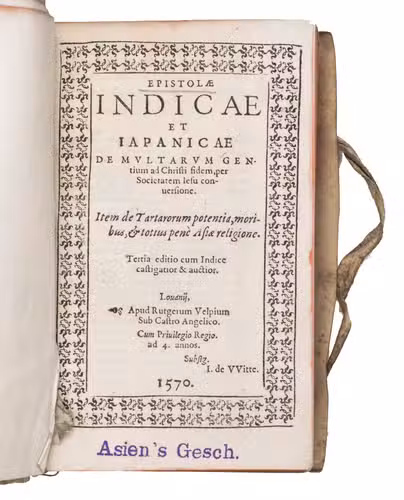 EPISTOLÆ
INDICAE
ET
IAPANICAE
DE MVLTARVM GEN-
tium ad Christi fidem, per
Societatem Iesu con-
uersione.
Item de Tartarorum potentia, mori-
bus, & totius penè Asiæ religione.
Tertia editio cum Indice
castigatior & auctior.
Louanij,
Apud Rutgerum Velpium
Sub Castro Angelico.
Cum Priuilegio Regio.
ad 4. annos.
Subsig.
I. de VVitte.
1570.
Asien's Gesch.